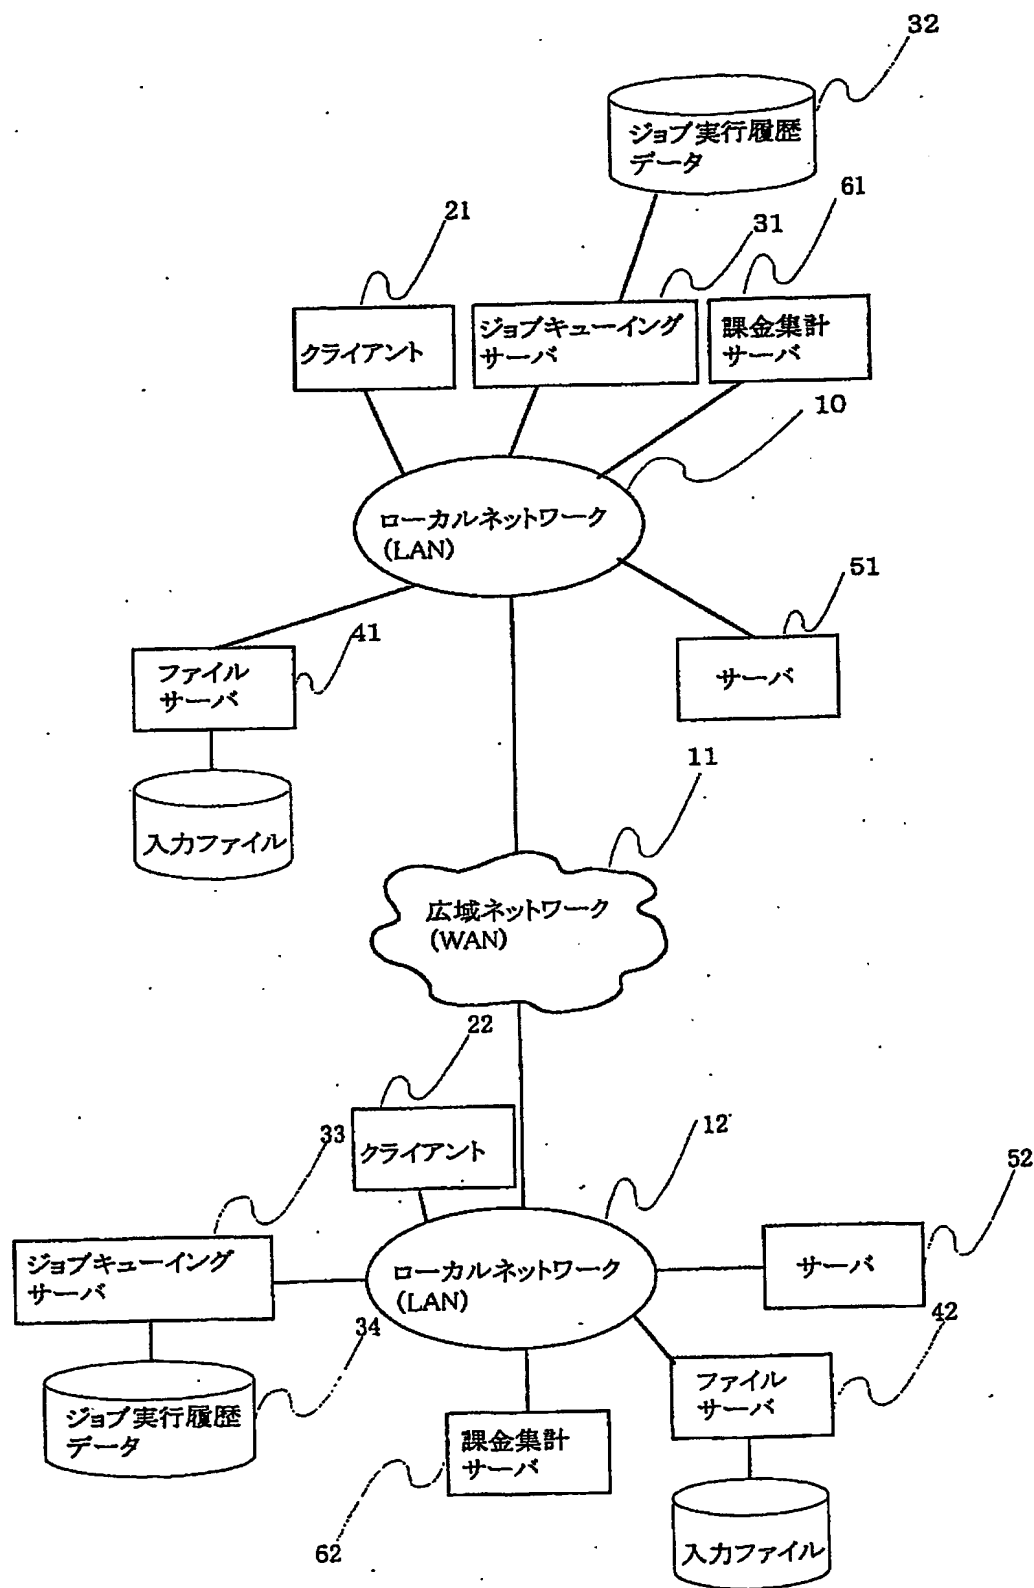 32
ジョブ実行履歴
データ
21
31
61
クライアント
ジョブキューイング
サーバ
課金集計
サーバ
10
ローカルネットワーク
(LAN)
41
51
ファイル
サーバ
サーバ
入力ファイル
11
広域ネットワーク
(WAN)
22
クライアント
12
33
52
ジョブキューイング
サーバ
ローカルネットワーク
(LAN)
サーバ
34
42
ジョブ実行履歴
データ
課金集計
サーバ
ファイル
サーバ
62
入力ファイル